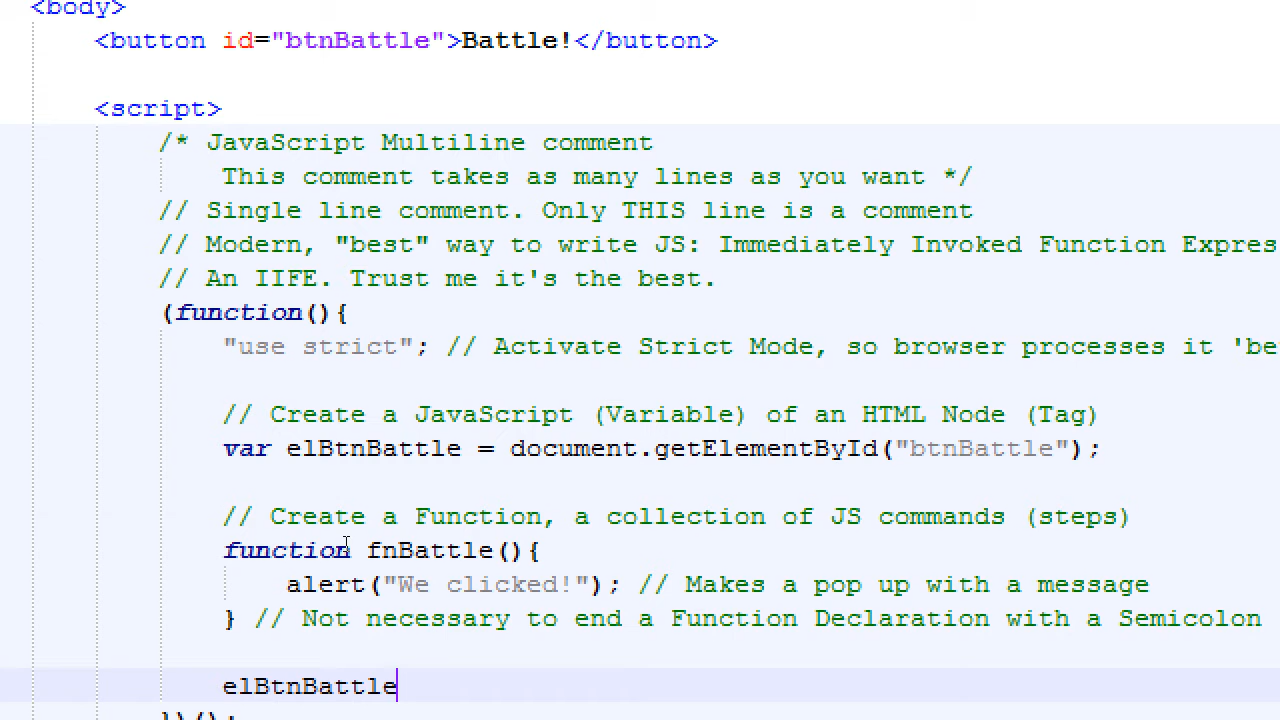 <body>
<button id="btnBattle">Battle!</button>
<script>
/* JavaScript Multiline comment
This comment takes as many lines as you want */
// Single line comment. Only THIS line is a comment
// Modern, "best" way to write JS: Immediately Invoked Function Expres
// An IIFE. Trust me it's the best.
(function(){
"use strict"; // Activate Strict Mode, so browser processes it 'be
// Create a JavaScript (Variable) of an HTML Node (Tag)
var elBtnBattle = document.getElementById("btnBattle");
// Create a Function, a collection of JS commands (steps)
function fnBattle(){
alert("We clicked!"); // Makes a pop up with a message
} // Not necessary to end a Function Declaration with a Semicolon
elBtnBattle
})();